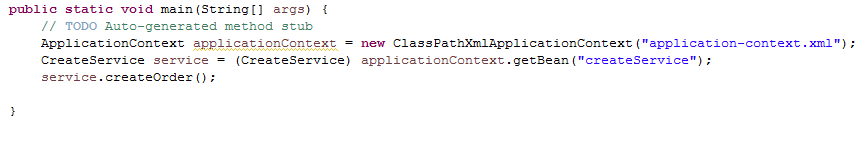 public static void main(String[] args) {
    // TODO Auto-generated method stub
    ApplicationContext applicationContext = new ClassPathXmlApplicationContext("application-context.xml");
    CreateService service = (CreateService) applicationContext.getBean("createService");
    service.createOrder();
}